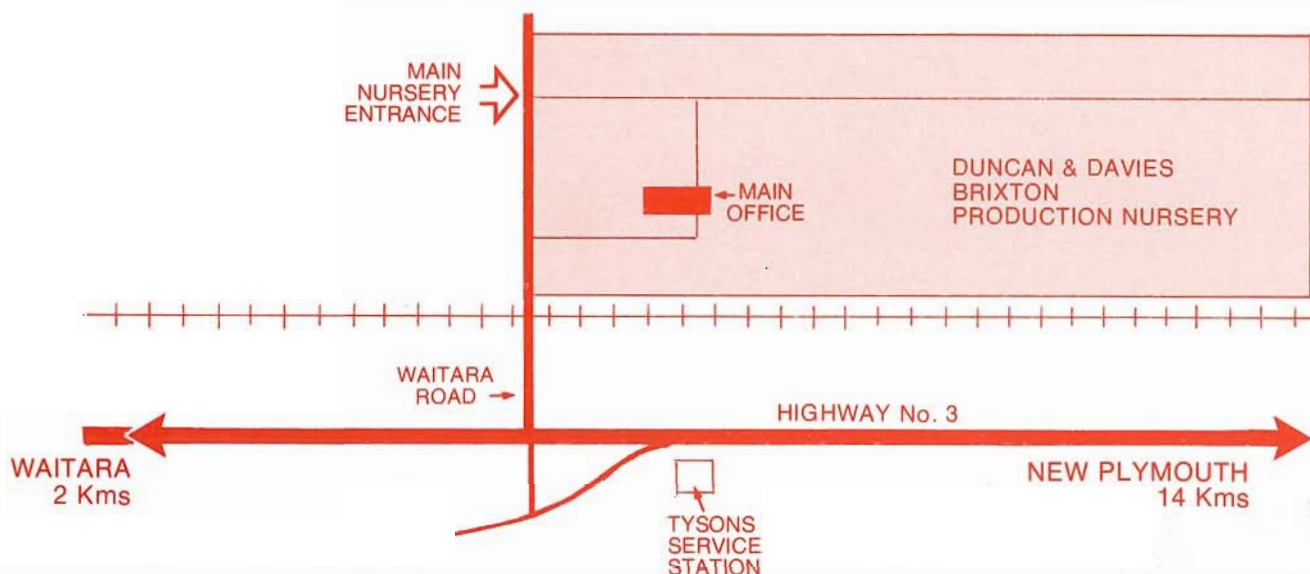 MAIN
NURSERY
ENTRANCE
DUNCAN & DAVIES
BRIXTON
PRODUCTION NURSERY
MAIN
OFFICE
WAITARA
ROAD
HIGHWAY No. 3
WAITARA
2 Kms
NEW PLYMOUTH
14 Kms
TYSONS
SERVICE
STATION